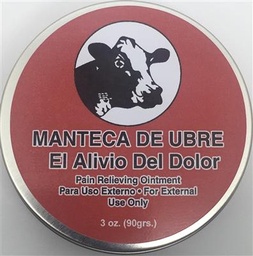 MANTECA DE UBRE
El Alivio Del Dolor
Pain Relieving Ointment
Para Uso Externo • For External
Use Only
3 oz. (90grs.)